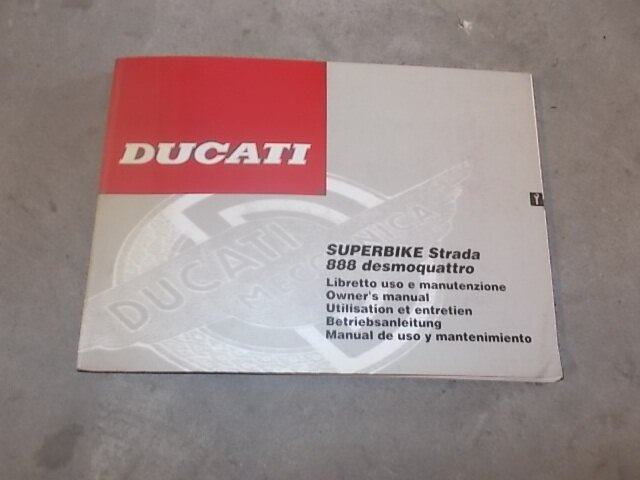 DUCATI
DUCATI
MECCANICA
SUPERBIKE Strada
888 desmoquattro
Libretto uso e manutenzione
Owner's manual
Utilisation et entretien
Betriebsanleitung
Manual de uso y mantenimiento